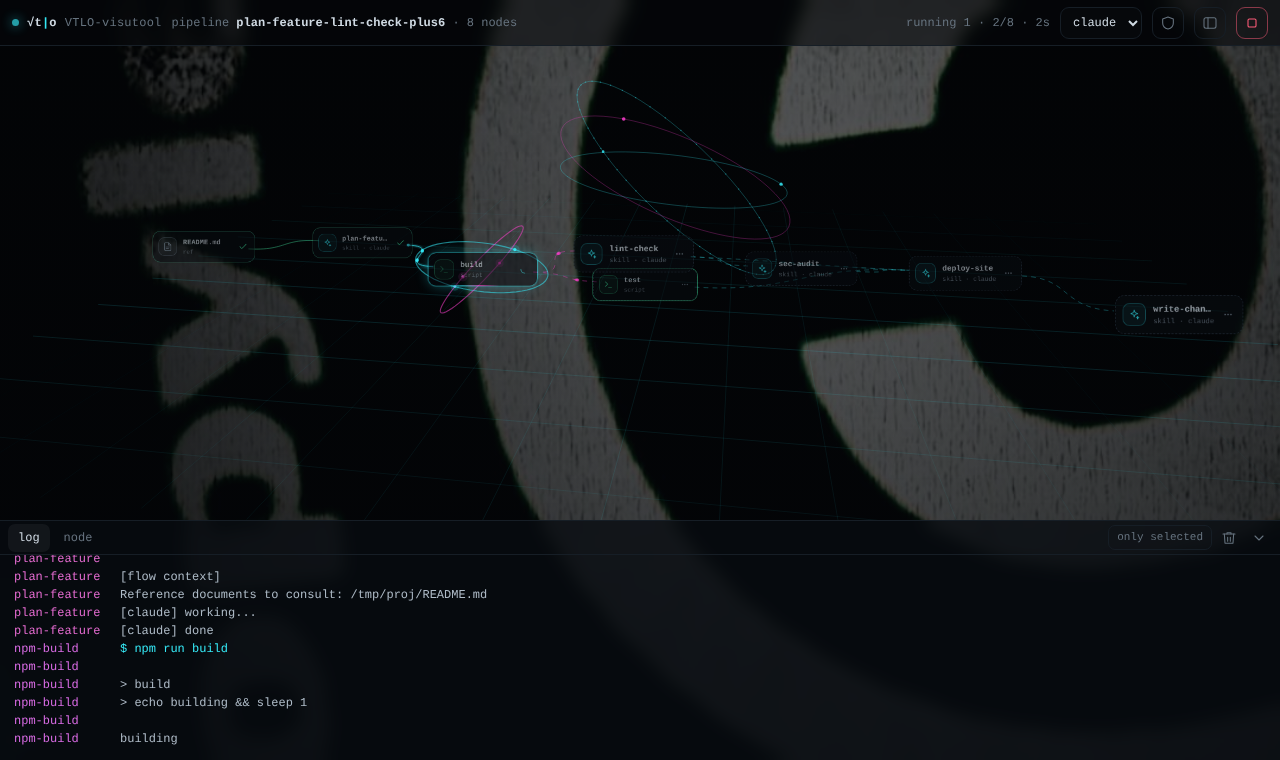 √t|o VTLO-visutool pipeline plan-feature-lint-check-plus6 · 8 nodes
running 1 · 2/8 · 2s claude
README.md
ref
plan-featu…
skill · claude
build
script
lint-check
test
script
sec-audit
skill · claude
deploy-site
skill · claude
write-chan…
skill · claude
log node only selected
plan-feature
plan-feature [flow context]
plan-feature Reference documents to consult: /tmp/proj/README.md
plan-feature [claude] working...
plan-feature [claude] done
npm-build $ npm run build
npm-build
npm-build > build
npm-build > echo building && sleep 1
npm-build
npm-build building